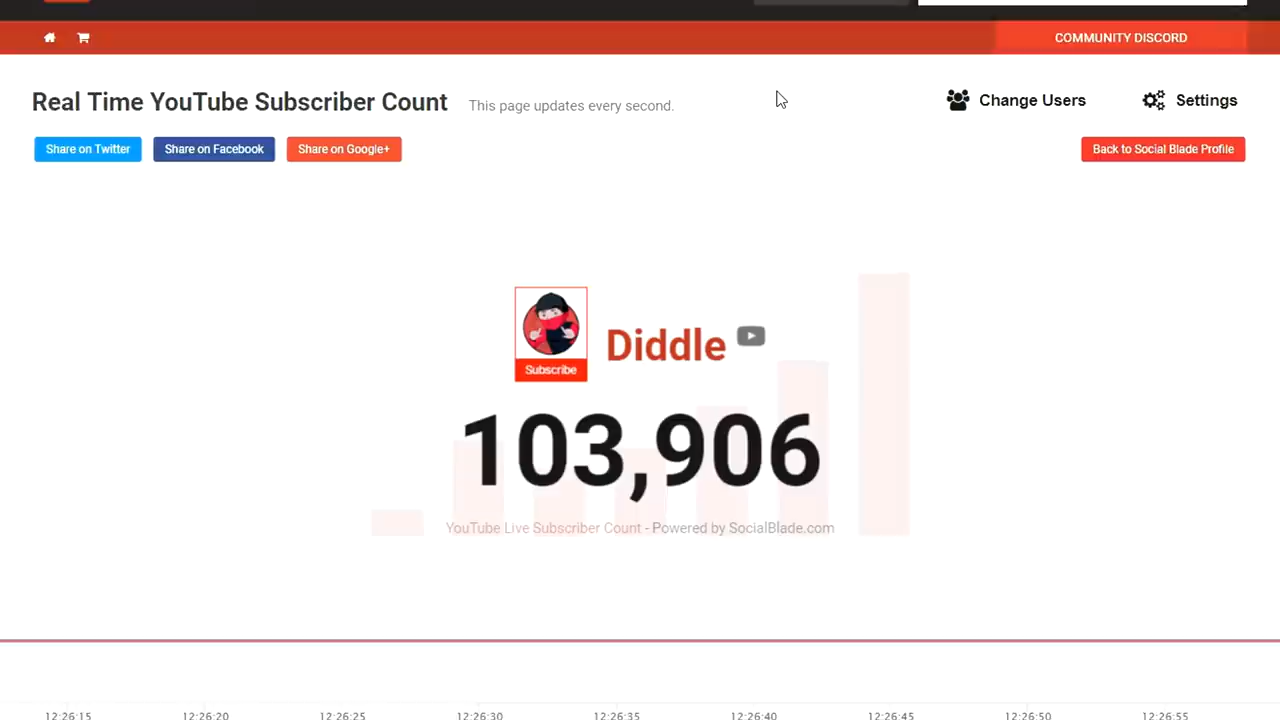 COMMUNITY DISCORD
Real Time YouTube Subscriber Count This page updates every second.
Change Users Settings
Share on Twitter Share on Facebook Share on Google+ Back to Social Blade Profile
Diddle
Subscribe
103,906
YouTube Live Subscriber Count - Powered by SocialBlade.com
12:26:15 12:26:20 12:26:25 12:26:30 12:26:35 12:26:40 12:26:45 12:26:50 12:26:55